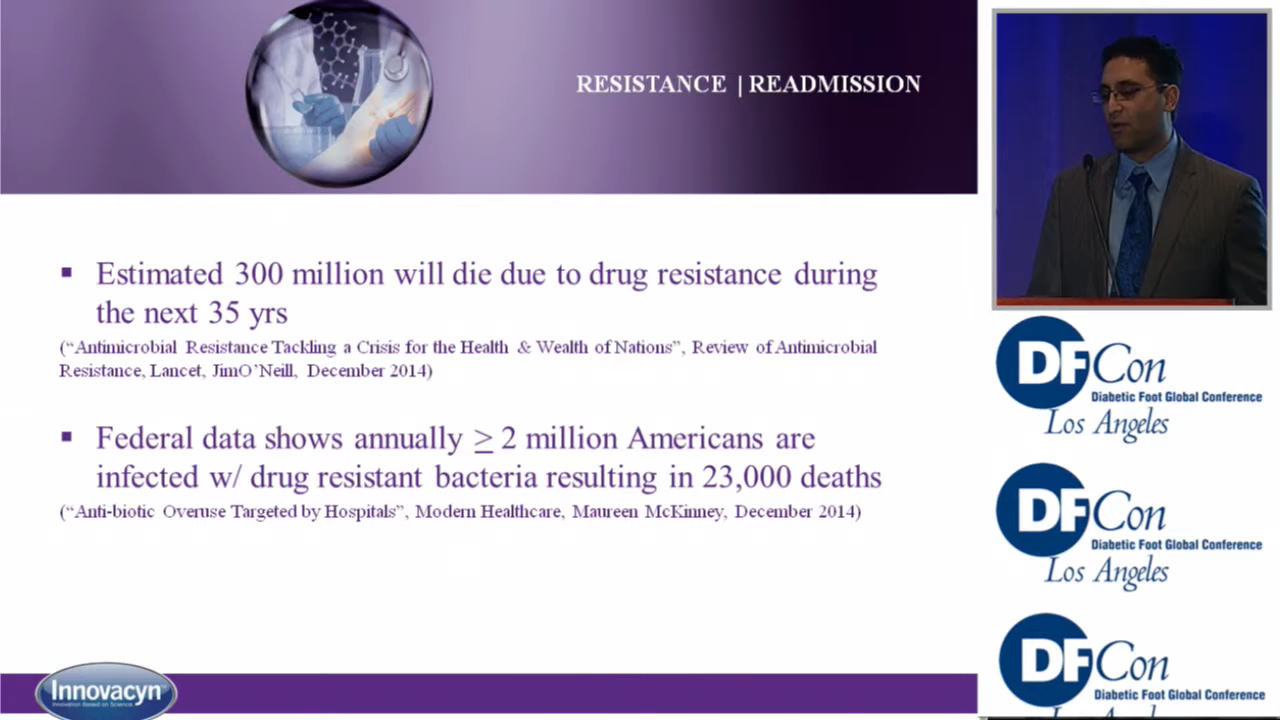 RESISTANCE | READMISSION
▪ Estimated 300 million will die due to drug resistance during
the next 35 yrs
(“Antimicrobial Resistance Tackling a Crisis for the Health & Wealth of Nations”, Review of Antimicrobial
Resistance, Lancet, JimO’Neill, December 2014)
▪ Federal data shows annually ≥ 2 million Americans are
infected w/ drug resistant bacteria resulting in 23,000 deaths
(“Anti-biotic Overuse Targeted by Hospitals”, Modern Healthcare, Maureen McKinney, December 2014)
Innovacyn
Innovation Based on Science
DFCon
Diabetic Foot Global Conference
Los Angeles
DFCon
Diabetic Foot Global Conference
Los Angeles
DFCon
Diabetic Foot Global Conference
Los Angeles